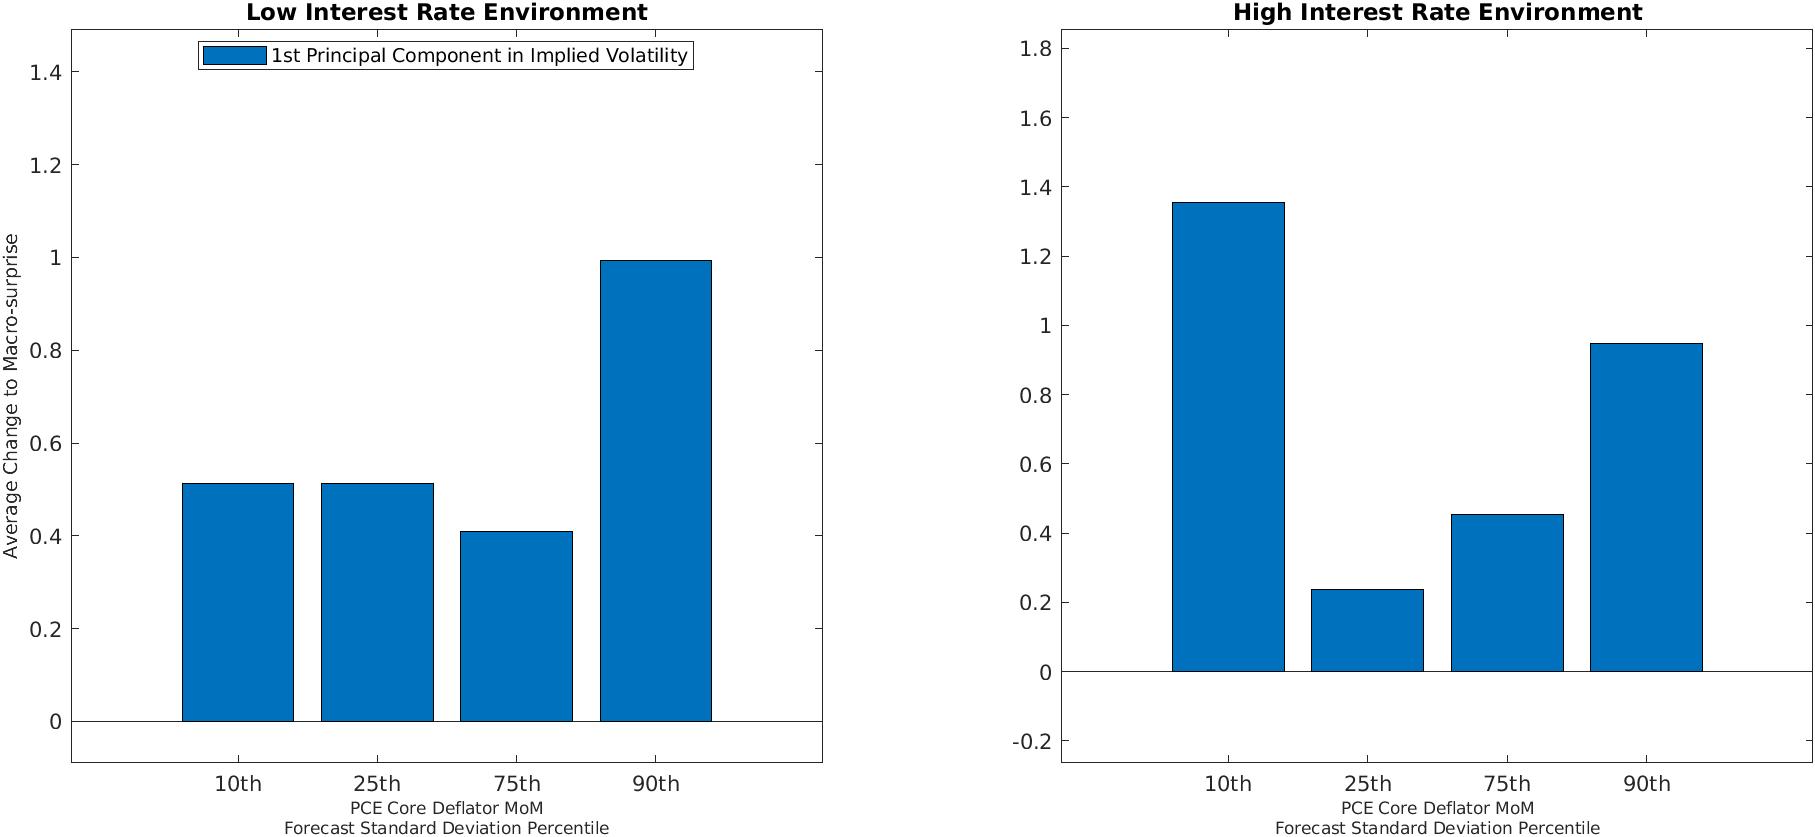 Low Interest Rate Environment
1st Principal Component in Implied Volatility
Average Change to Macro-surprise
1.4
1.2
1
0.8
0.6
0.4
0.2
0
10th 25th 75th 90th
PCE Core Deflator MoM
Forecast Standard Deviation Percentile
High Interest Rate Environment
1.8
1.6
1.4
1.2
1
0.8
0.6
0.4
0.2
0
-0.2
10th 25th 75th 90th
PCE Core Deflator MoM
Forecast Standard Deviation Percentile